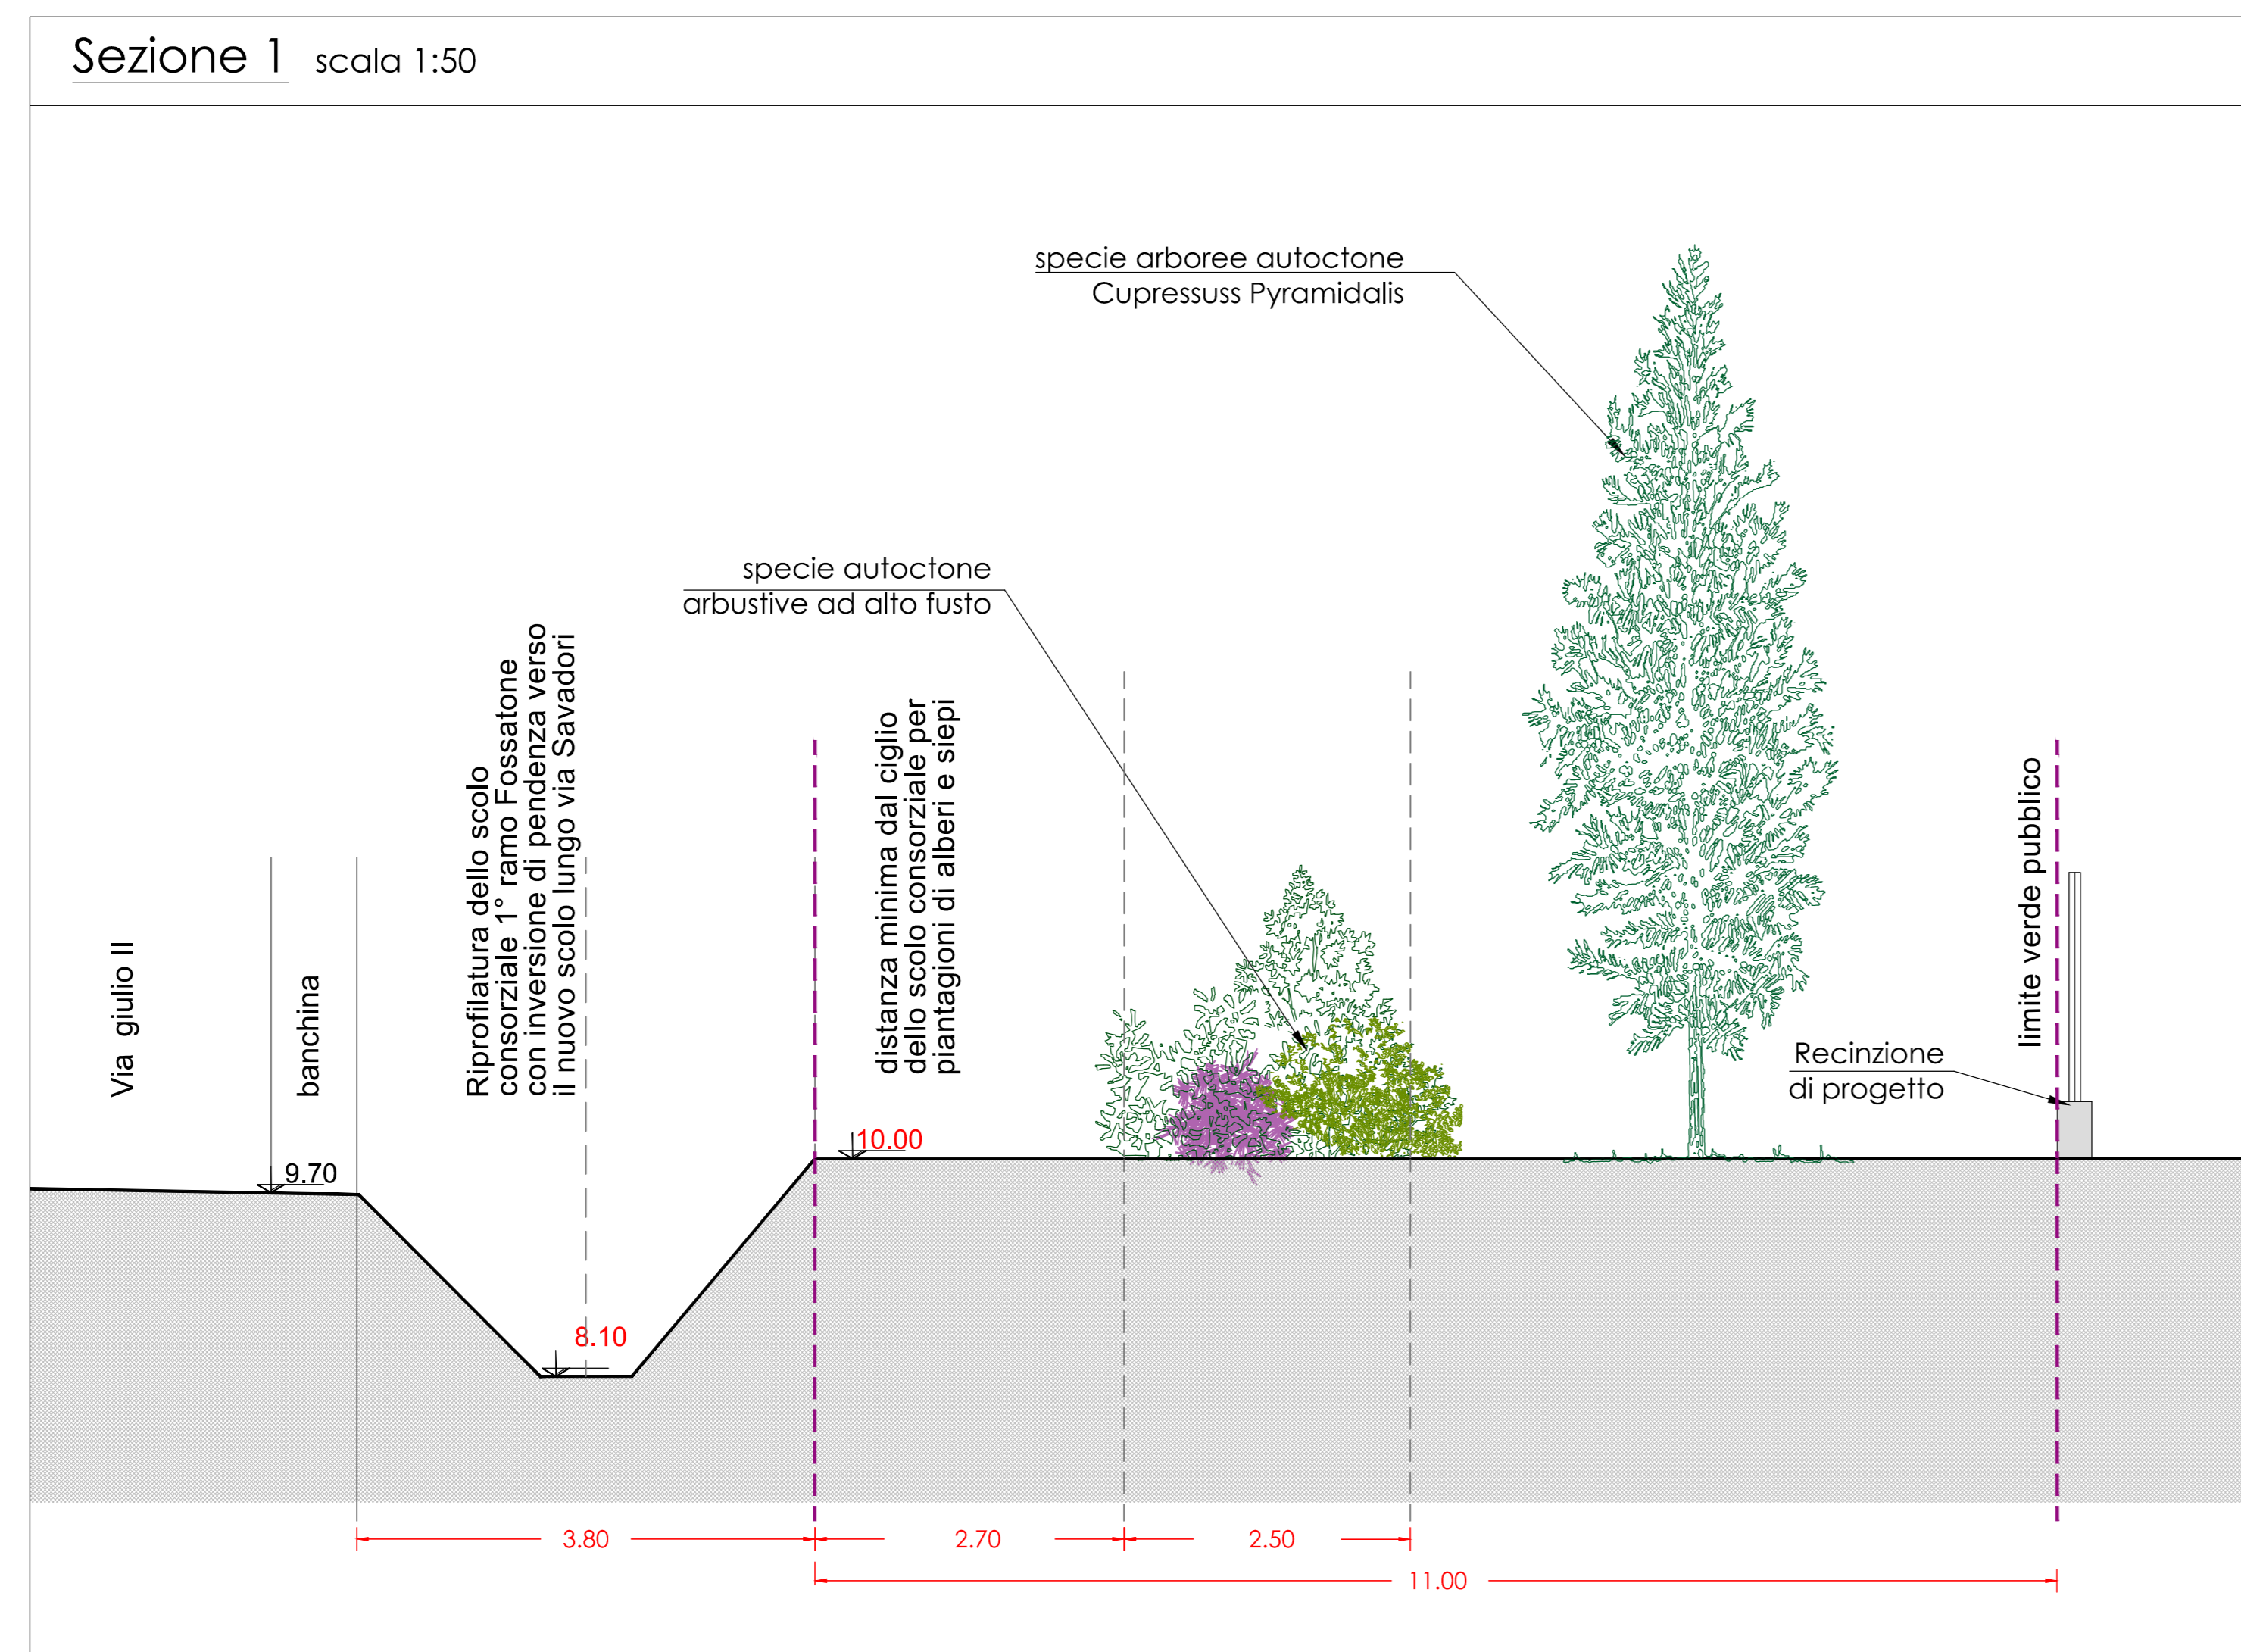 Sezione 1 scala 1:50
specie arboree autoctone
Cupressuss Pyramidalis
specie autoctone
arbustive ad alto fusto
Via giulio II
banchina
Riprofilatura dello scolo
consorziale 1° ramo Fossatone
con inversione di pendenza verso
il nuovo scolo lungo via Savadori
distanza minima dal ciglio
dello scolo consorziale per
piantagioni di alberi e siepi
limite verde pubblico
Recinzione
di progetto
10.00
9.70
8.10
3.80
2.70
2.50
11.00